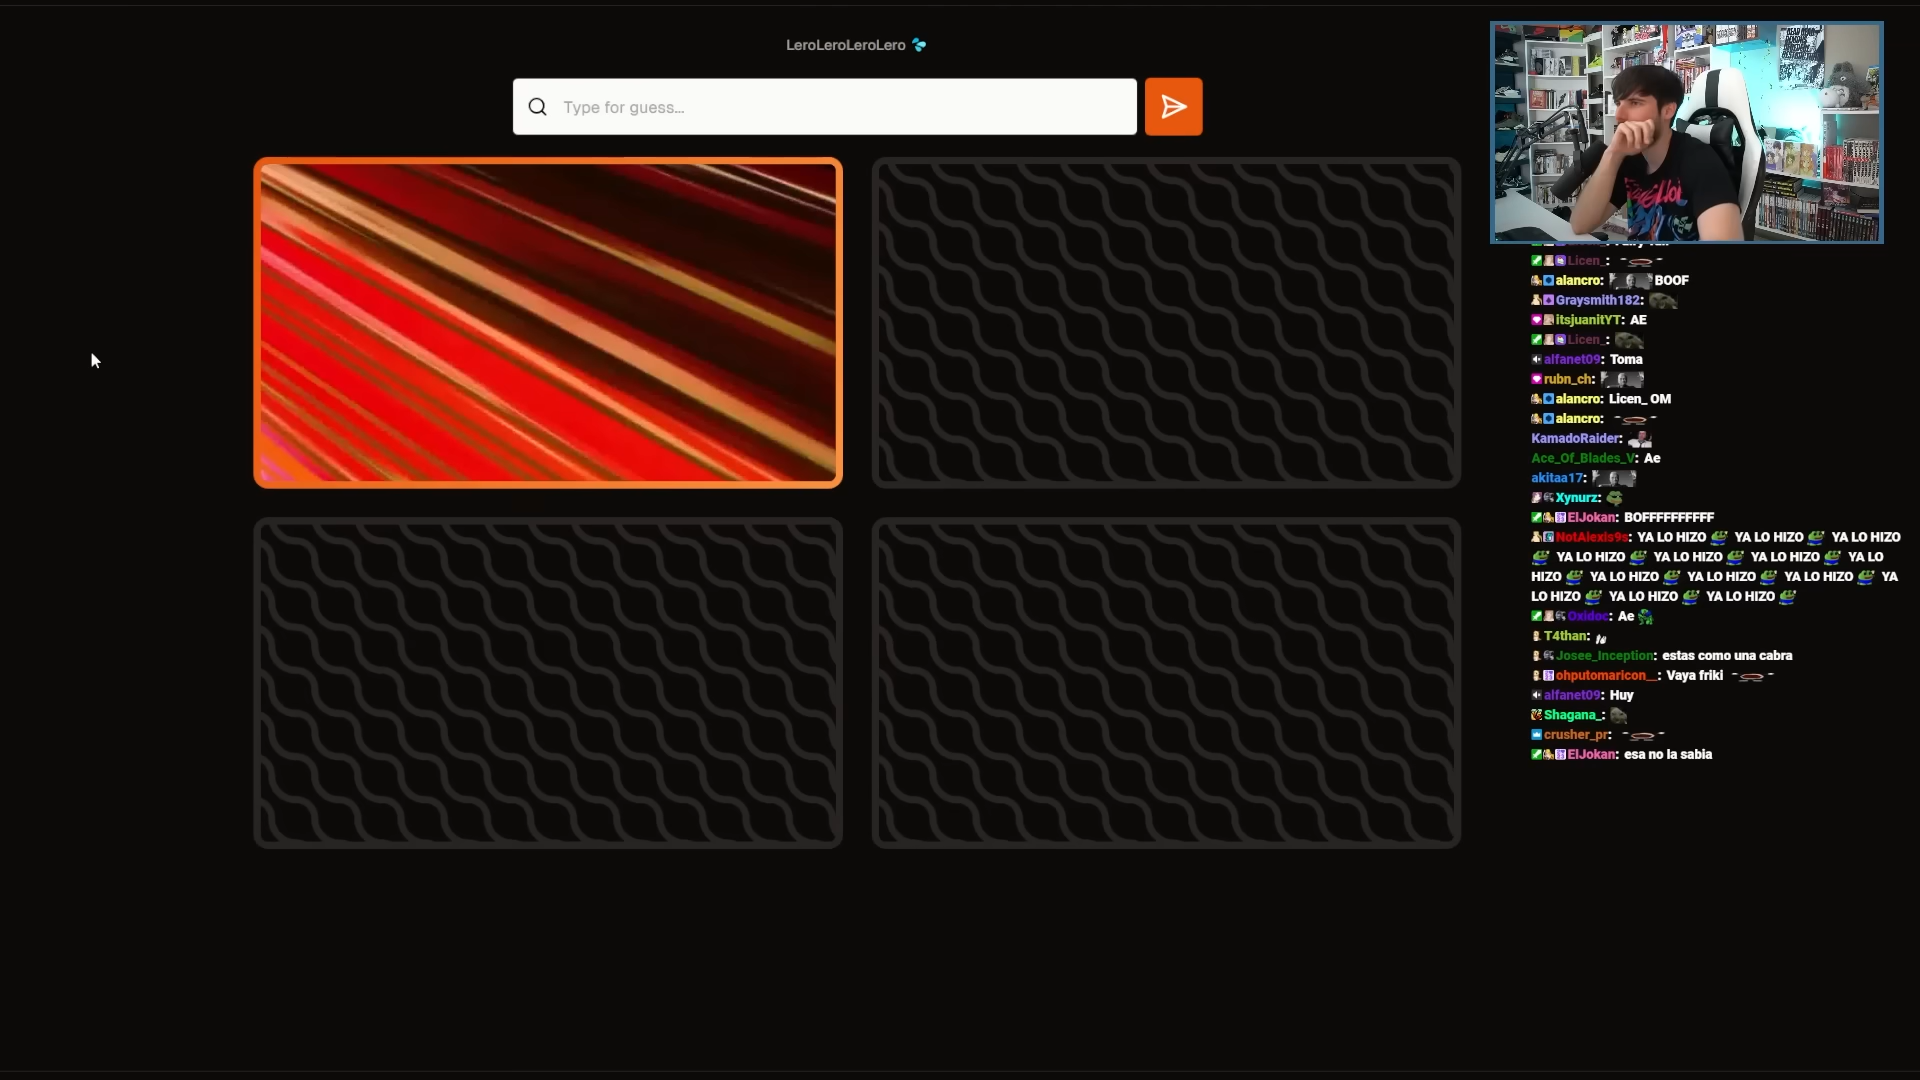 LeroLeroLeroLero
Type for guess...
Licen_:
alancro: BOOF
Graysmith182:
itsjuanitYT: AE
Licen_:
alfanet09: Toma
rubn_ch:
alancro: Licen_ OM
alancro:
KamadoRaider:
Ace_Of_Blades_V: Ae
akitaa17:
Xynurz:
ElJokan: BOFFFFFFFFFF
NotAlexis9s: YA LO HIZO YA LO HIZO YA LO HIZO
YA LO HIZO YA LO HIZO YA LO HIZO YA LO
HIZO YA LO HIZO YA LO HIZO YA LO HIZO YA
LO HIZO YA LO HIZO YA LO HIZO
Oxidoc: Ae
T4than:
Josee_Inception: estas como una cabra
ohputomaricon__: Vaya friki
alfanet09: Huy
Shagana_:
crusher_pr:
ElJokan: esa no la sabia